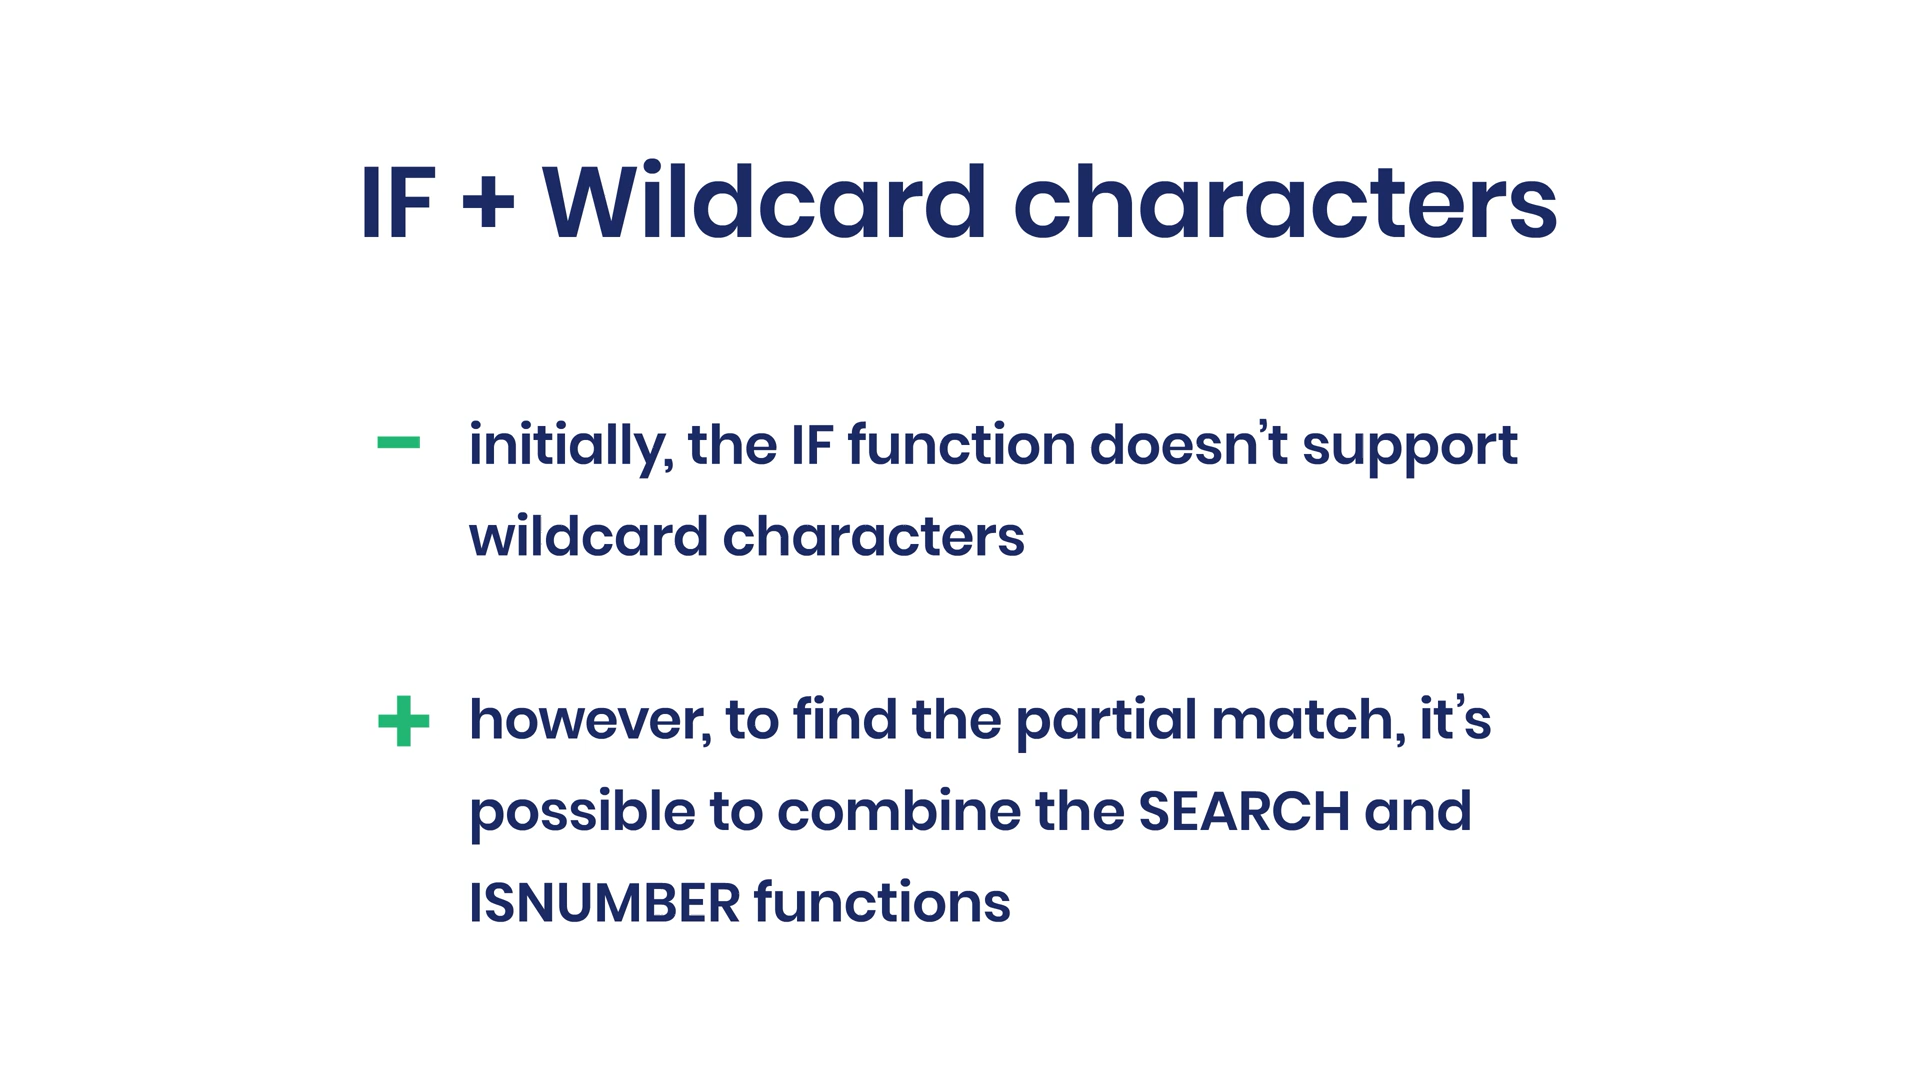 IF + Wildcard characters
– initially, the IF function doesn’t support
wildcard characters
+ however, to find the partial match, it’s
possible to combine the SEARCH and
ISNUMBER functions